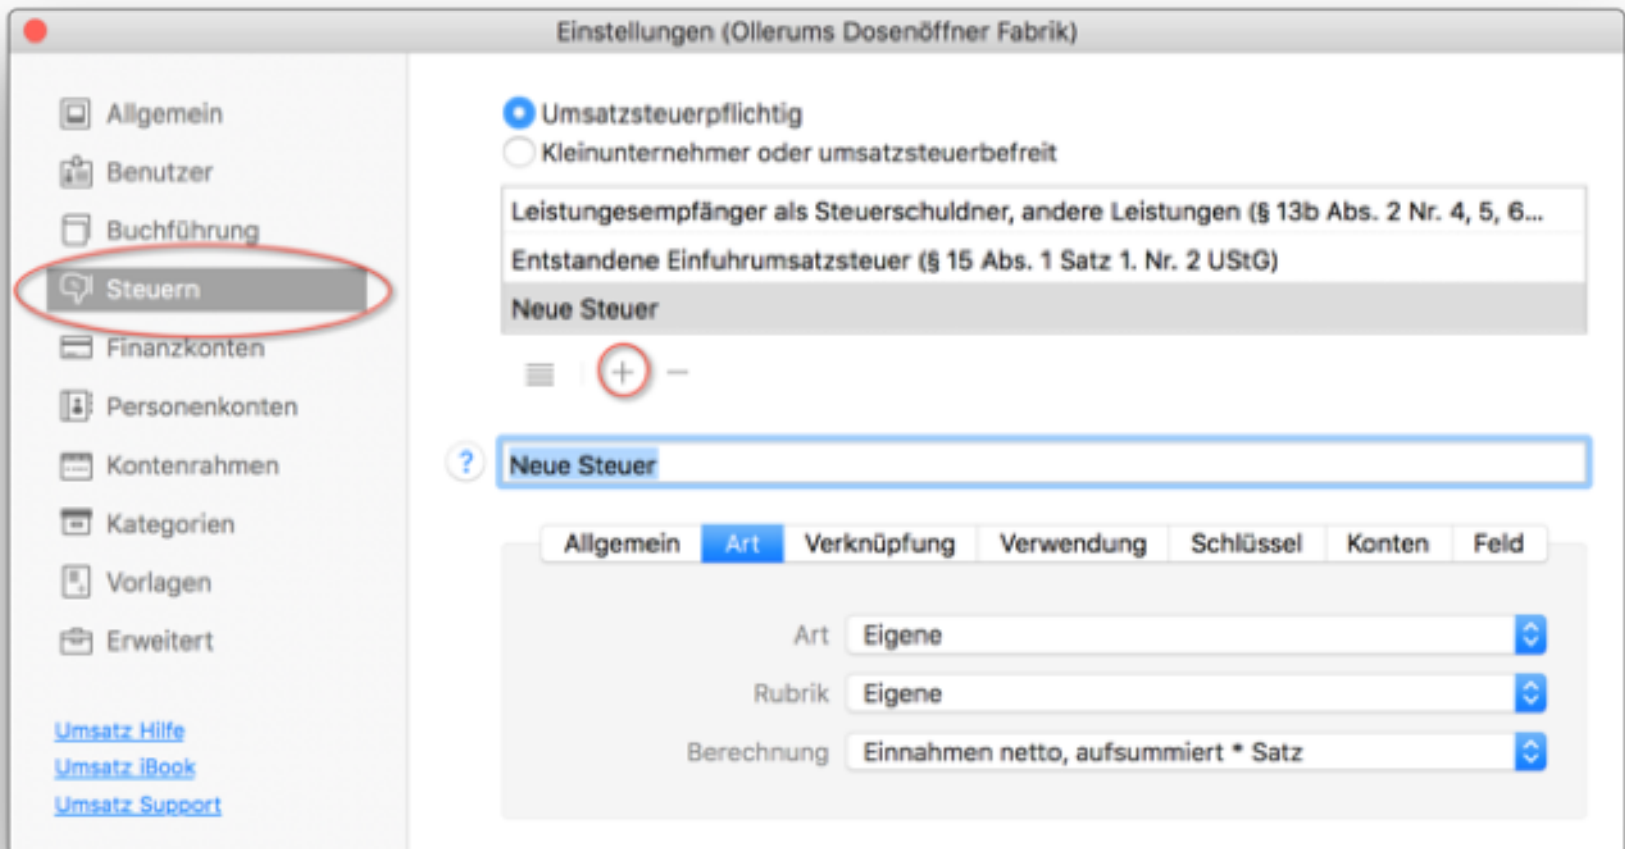 Einstellungen (Ollerums Dosenöffner Fabrik)
Allgemein
Benutzer
Buchführung
Steuern
Finanzkonten
Personenkonten
Kontenrahmen
Kategorien
Vorlagen
Erweitert
Umsatz Hilfe
Umsatz iBook
Umsatz Support
Umsatzsteuerpflichtig
Kleinunternehmer oder umsatzsteuerbefreit
Leistungesempfänger als Steuerschuldner, andere Leistungen (§ 13b Abs. 2 Nr. 4, 5, 6...
Entstandene Einfuhrumsatzsteuer (§ 15 Abs. 1 Satz 1. Nr. 2 UStG)
Neue Steuer
+ −
? Neue Steuer
Allgemein Art Verknüpfung Verwendung Schlüssel Konten Feld
Art Eigene
Rubrik Eigene
Berechnung Einnahmen netto, aufsummiert * Satz